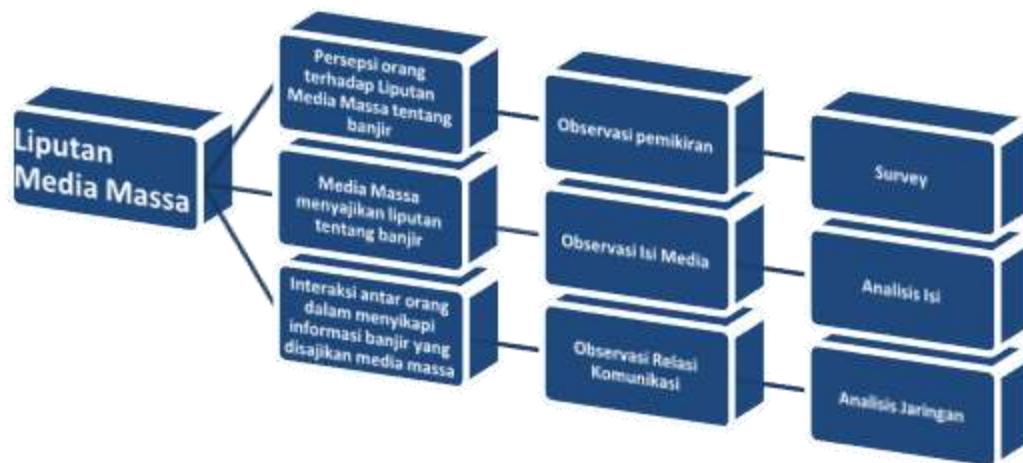 Liputan
Media Massa
Persepsi orang
terhadap Liputan
Media Massa tentang
banjir
Observasi pemikiran
Survey
Media Massa
menyajikan liputan
tentang banjir
Observasi Isi Media
Analisis Isi
Interaksi antar orang
dalam menyikapi
informasi banjir yang
disajikan media massa
Observasi Relasi
Komunikasi
Analisis Jaringan